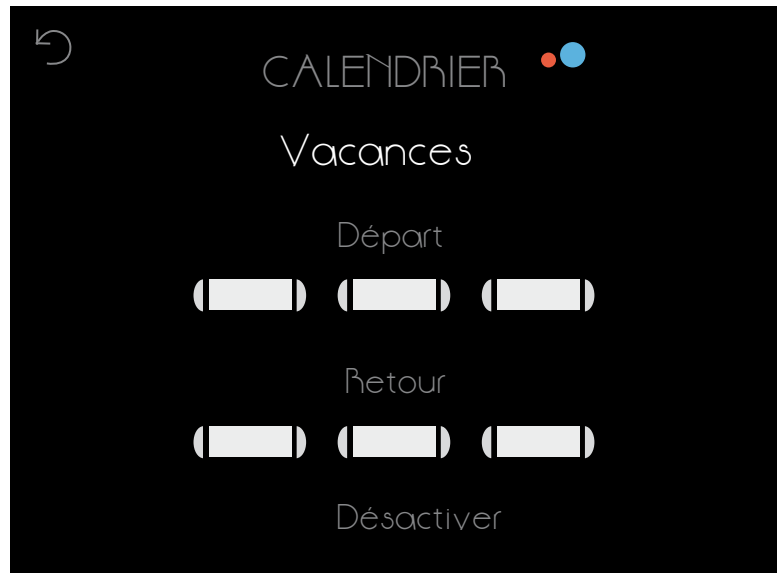 CALENDRIER
Vacances
Départ
Retour
Désactiver